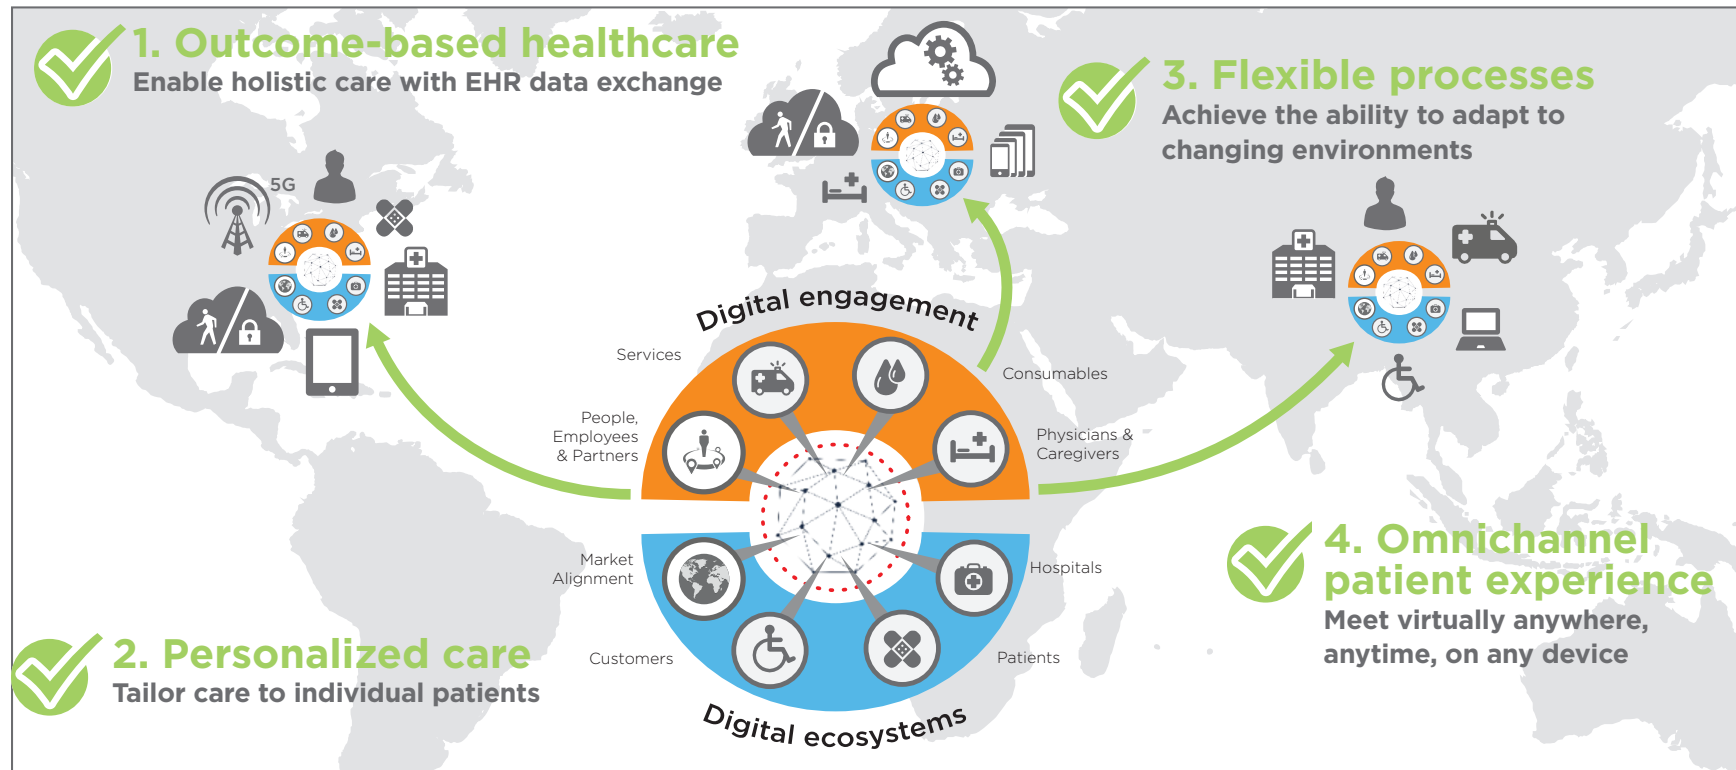 1. Outcome-based healthcare
Enable holistic care with EHR data exchange
3. Flexible processes
Achieve the ability to adapt to
changing environments
5G
Digital engagement
Services
Consumables
People,
Employees
& Partners
Physicians &
Caregivers
Market
Alignment
Hospitals
Customers
Patients
Digital ecosystems
2. Personalized care
Tailor care to individual patients
4. Omnichannel
patient experience
Meet virtually anywhere,
anytime, on any device